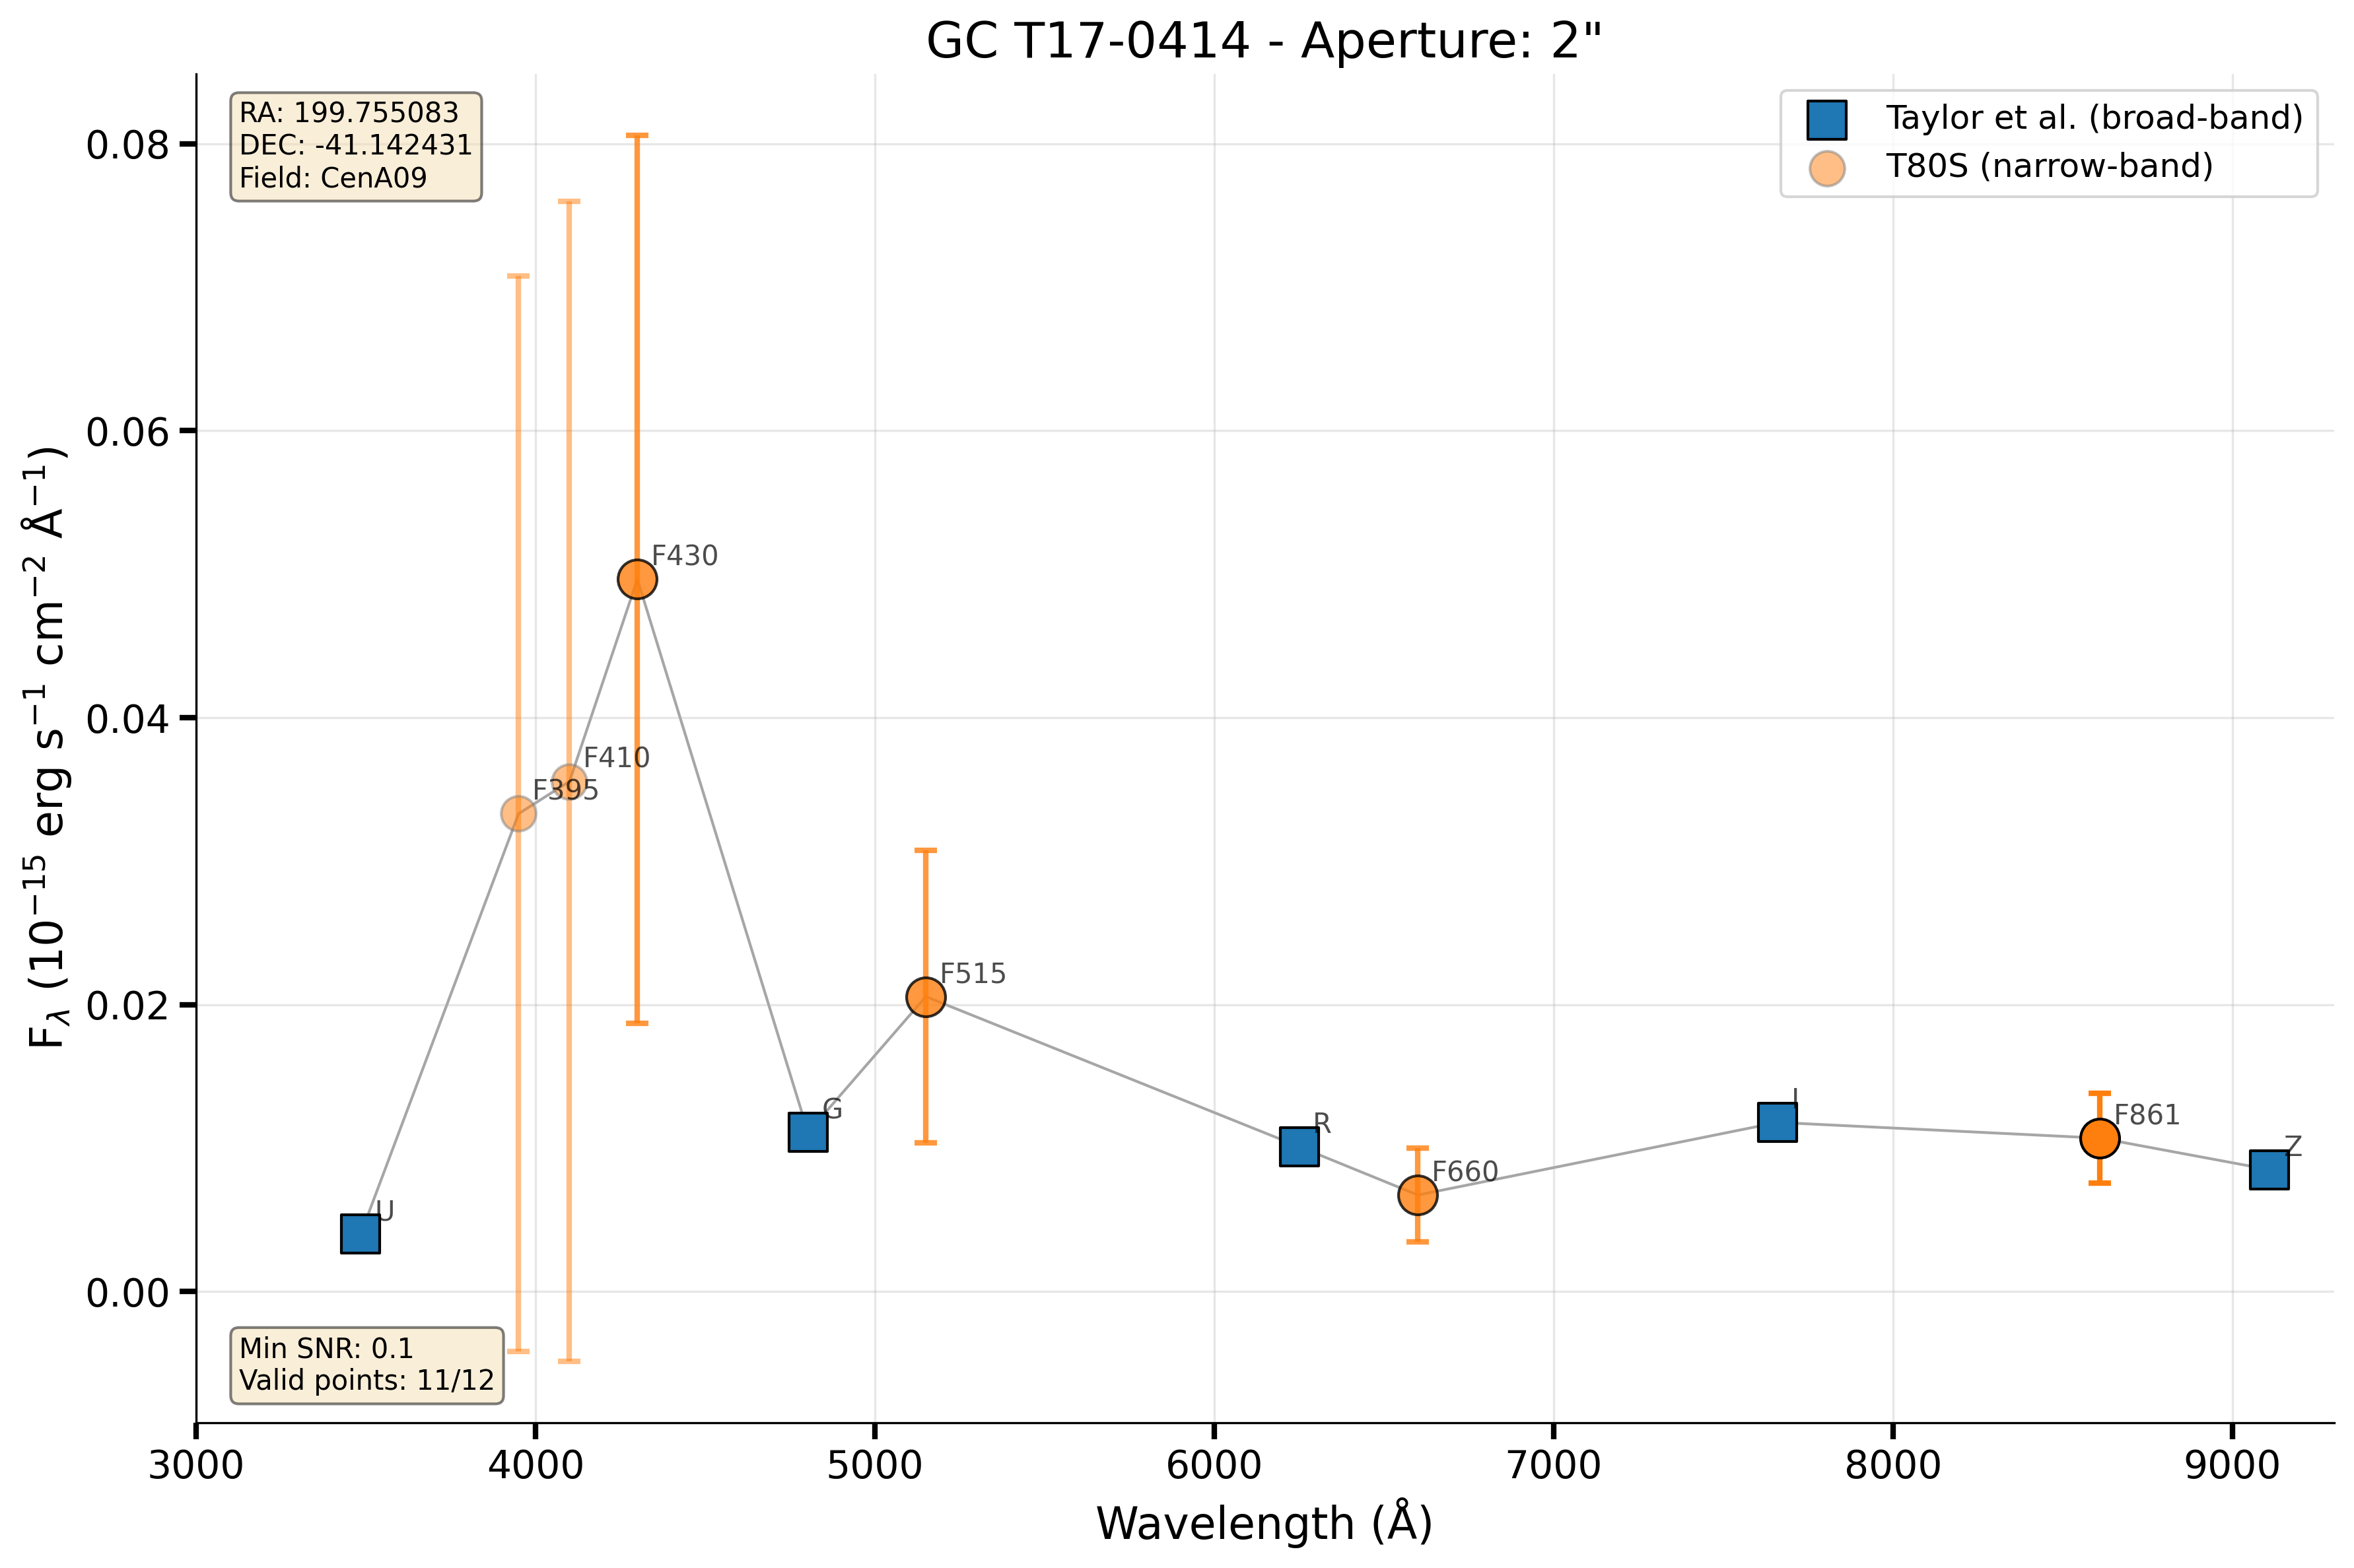 GC T17-0414 - Aperture: 2"
RA: 199.755083
DEC: -41.142431
Field: CenA09
Taylor et al. (broad-band)
T80S (narrow-band)
0.08
0.06
0.04
0.02
0.00
F_λ (10⁻¹⁵ erg s⁻¹ cm⁻² Å⁻¹)
F430
F410
F395
F515
G
R
I
F861
Z
F660
U
Min SNR: 0.1
Valid points: 11/12
3000 4000 5000 6000 7000 8000 9000
Wavelength (Å)